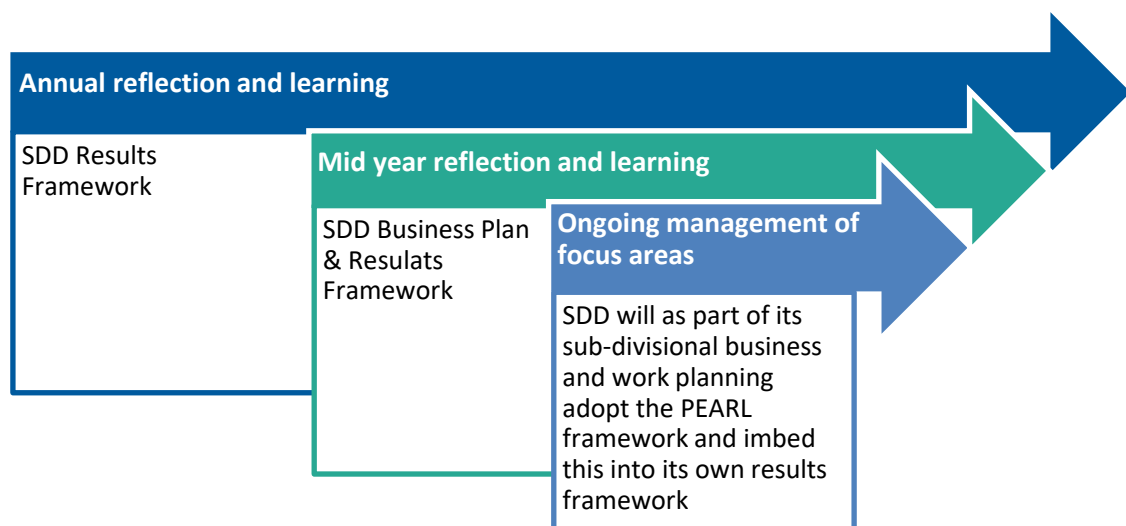 Annual reflection and learning
SDD Results
Framework
Mid year reflection and learning
SDD Business Plan
& Resulats
Framework
Ongoing management of
focus areas
SDD will as part of its
sub-divisional business
and work planning
adopt the PEARL
framework and imbed
this into its own results
framework